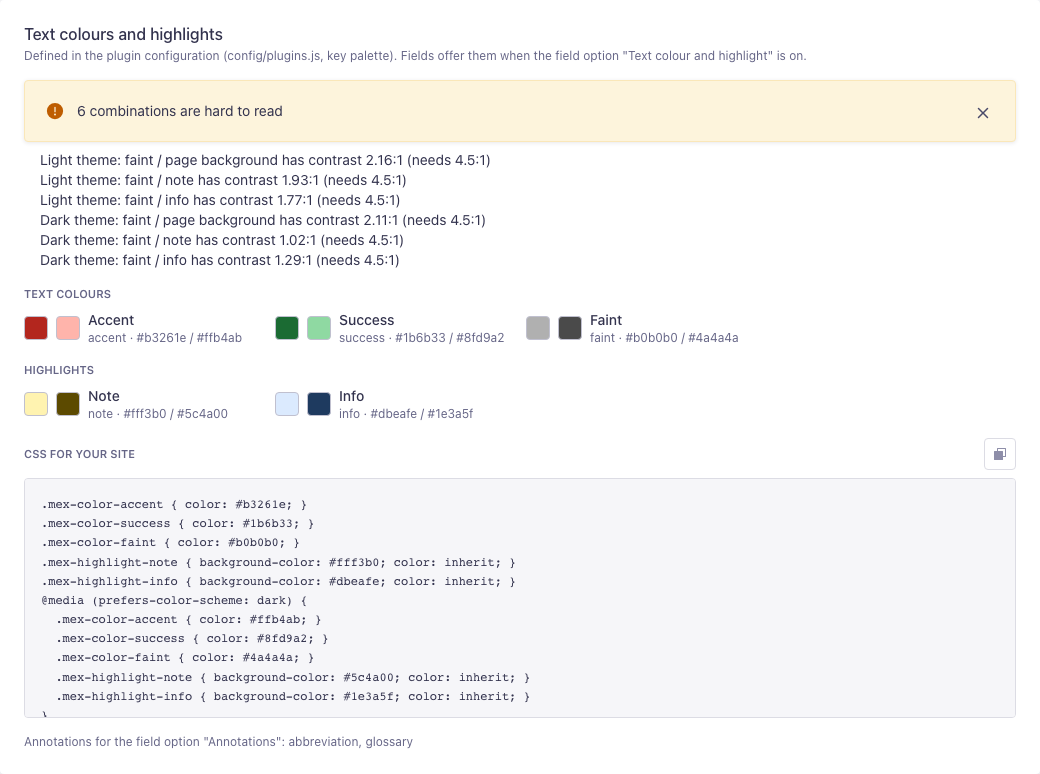 Text colours and highlights
Defined in the plugin configuration (config/plugins.js, key palette). Fields offer them when the field option "Text colour and highlight" is on.
6 combinations are hard to read
Light theme: faint / page background has contrast 2.16:1 (needs 4.5:1)
Light theme: faint / note has contrast 1.93:1 (needs 4.5:1)
Light theme: faint / info has contrast 1.77:1 (needs 4.5:1)
Dark theme: faint / page background has contrast 2.11:1 (needs 4.5:1)
Dark theme: faint / note has contrast 1.02:1 (needs 4.5:1)
Dark theme: faint / info has contrast 1.29:1 (needs 4.5:1)
TEXT COLOURS
Accent
accent · #b3261e / #ffb4ab
Success
success · #1b6b33 / #8fd9a2
Faint
faint · #b0b0b0 / #4a4a4a
HIGHLIGHTS
Note
note · #fff3b0 / #5c4a00
Info
info · #dbeafe / #1e3a5f
CSS FOR YOUR SITE
.mex-color-accent { color: #b3261e; }
.mex-color-success { color: #1b6b33; }
.mex-color-faint { color: #b0b0b0; }
.mex-highlight-note { background-color: #fff3b0; color: inherit; }
.mex-highlight-info { background-color: #dbeafe; color: inherit; }
@media (prefers-color-scheme: dark) {
  .mex-color-accent { color: #ffb4ab; }
  .mex-color-success { color: #8fd9a2; }
  .mex-color-faint { color: #4a4a4a; }
  .mex-highlight-note { background-color: #5c4a00; color: inherit; }
  .mex-highlight-info { background-color: #1e3a5f; color: inherit; }
}
Annotations for the field option "Annotations": abbreviation, glossary